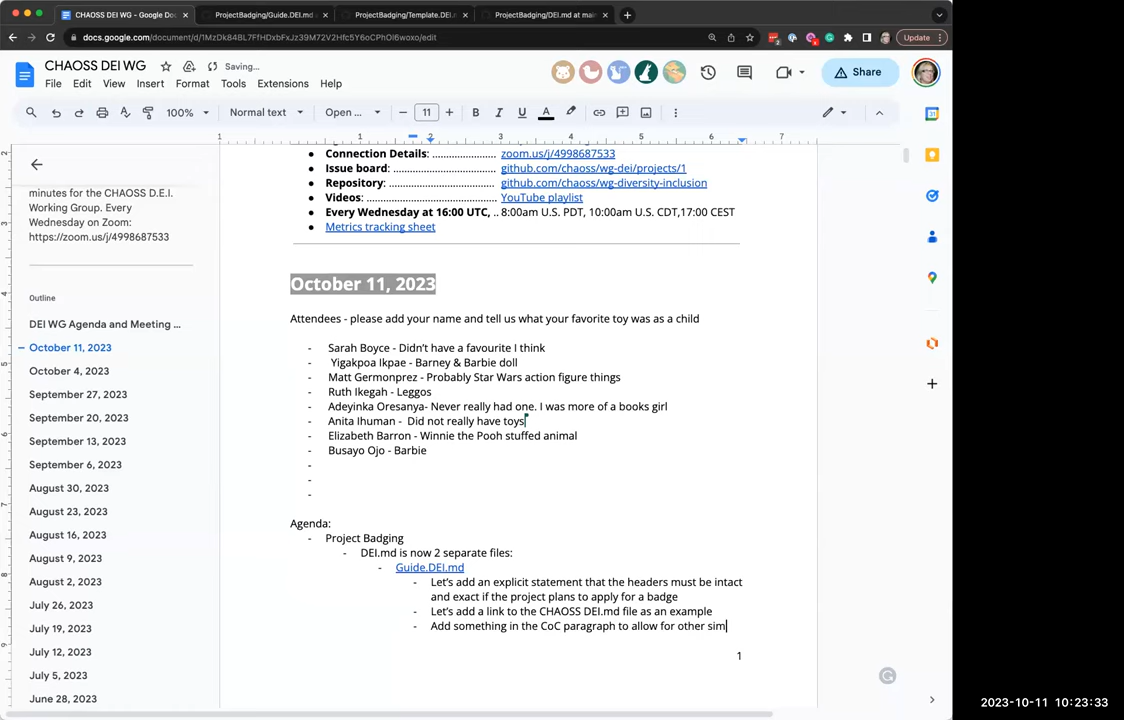 CHAOSS DEI WG - Google Doc
ProjectBadging/Guide.DEI.md
ProjectBadging/Template.DEI.m
ProjectBadging/DEI.md at main
docs.google.com/document/d/1MzDk84BL7FfHDxbFxJz39M72V2Hfc5Y6oCPhOl6woxo/edit
Update
CHAOSS DEI WG
Saving...
File Edit View Insert Format Tools Extensions Help
Share
100% Normal text Open ... 11
1 1 2 3 4 5 6 7
minutes for the CHAOSS D.E.I.
Working Group. Every
Wednesday on Zoom:
https://zoom.us/j/4998687533
Outline
DEI WG Agenda and Meeting ...
October 11, 2023
October 4, 2023
September 27, 2023
September 20, 2023
September 13, 2023
September 6, 2023
August 30, 2023
August 23, 2023
August 16, 2023
August 9, 2023
August 2, 2023
July 26, 2023
July 19, 2023
July 12, 2023
July 5, 2023
June 28, 2023
Connection Details: ...................... zoom.us/j/4998687533
Issue board: ................................ github.com/chaoss/wg-dei/projects/1
Repository: .................................. github.com/chaoss/wg-diversity-inclusion
Videos: ......................................... YouTube playlist
Every Wednesday at 16:00 UTC, .. 8:00am U.S. PDT, 10:00am U.S. CDT,17:00 CEST
Metrics tracking sheet
October 11, 2023
Attendees - please add your name and tell us what your favorite toy was as a child
- Sarah Boyce - Didn't have a favourite I think
- Yigakpoa Ikpae - Barney & Barbie doll
- Matt Germonprez - Probably Star Wars action figure things
- Ruth Ikegah - Leggos
- Adeyinka Oresanya- Never really had one. I was more of a books girl
- Anita Ihuman - Did not really have toys
- Elizabeth Barron - Winnie the Pooh stuffed animal
- Busayo Ojo - Barbie
-
-
-
Agenda:
- Project Badging
- DEI.md is now 2 separate files:
- Guide.DEI.md
- Let's add an explicit statement that the headers must be intact
and exact if the project plans to apply for a badge
- Let's add a link to the CHAOSS DEI.md file as an example
- Add something in the CoC paragraph to allow for other sim
1
2023-10-11 10:23:33